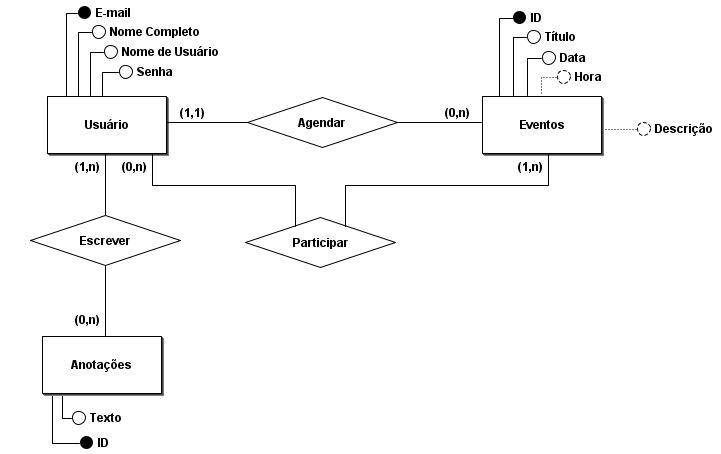 E-mail
Nome Completo
Nome de Usuário
Senha
ID
Título
Data
Hora
Usuário
(1,1)
Agendar
(0,n)
Eventos
Descrição
(1,n)
(0,n)
(1,n)
Escrever
Participar
(0,n)
Anotações
Texto
ID